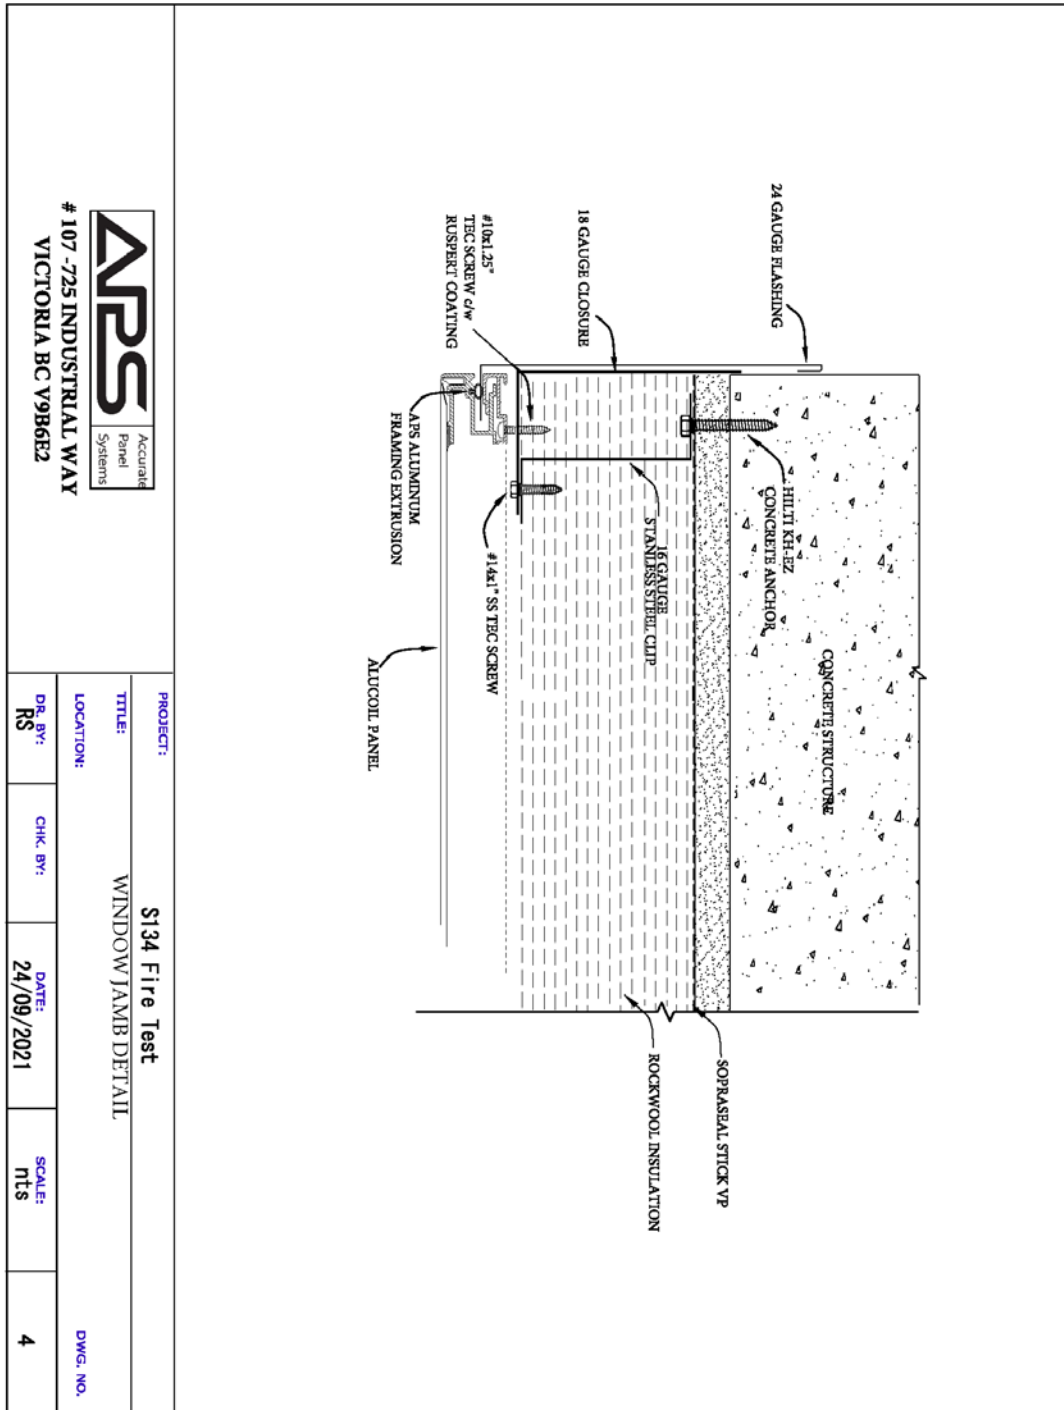 24 GAUGE FLASHING
18 GAUGE CLOSURE
#10x1.25"
TEC SCREW c/w
RUSPERT COATING
HILTI KH-EZ
CONCRETE ANCHOR
CONCRETE STRUCTURE
16 GAUGE
STANLESS STEEL CLIP
APS ALUMINUM
FRAMING EXTRUSION
#14x1" SS TEC SCREW
ALUCOIL PANEL
SOPRASEAL STICK VP
ROCKWOOL INSULATION
APS
Accurate
Panel
Systems
# 107 -725 INDUSTRIAL WAY
VICTORIA BC V9B6E2
PROJECT:
S134 Fire Test
TITLE:
WINDOW JAMB DETAIL
LOCATION:
DWG. NO.
DR. BY:
RS
CHK. BY:
DATE:
24/09/2021
SCALE:
nts
4